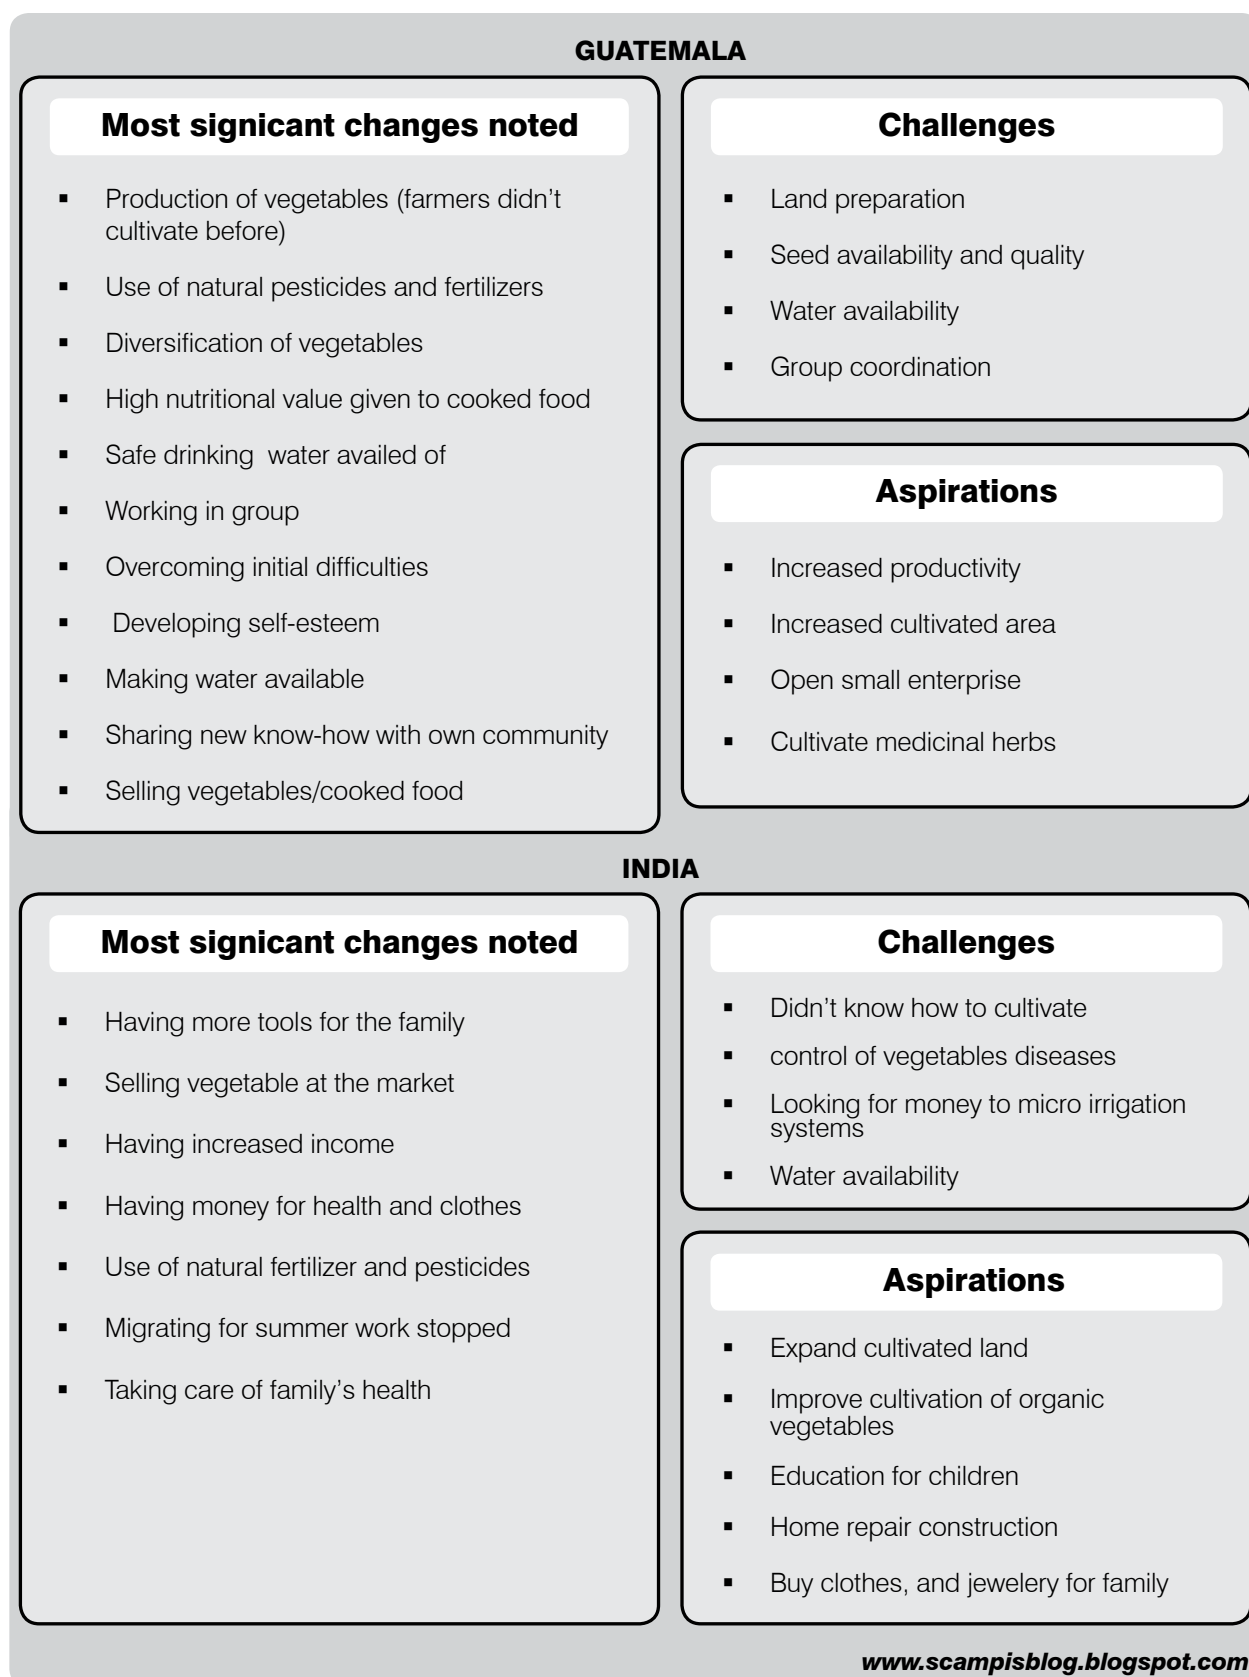 GUATEMALA
Most signicant changes noted
▪ Production of vegetables (farmers didn't
cultivate before)
▪ Use of natural pesticides and fertilizers
▪ Diversification of vegetables
▪ High nutritional value given to cooked food
▪ Safe drinking water availed of
▪ Working in group
▪ Overcoming initial difficulties
▪ Developing self-esteem
▪ Making water available
▪ Sharing new know-how with own community
▪ Selling vegetables/cooked food
Challenges
▪ Land preparation
▪ Seed availability and quality
▪ Water availability
▪ Group coordination
Aspirations
▪ Increased productivity
▪ Increased cultivated area
▪ Open small enterprise
▪ Cultivate medicinal herbs
INDIA
Most signicant changes noted
▪ Having more tools for the family
▪ Selling vegetable at the market
▪ Having increased income
▪ Having money for health and clothes
▪ Use of natural fertilizer and pesticides
▪ Migrating for summer work stopped
▪ Taking care of family's health
Challenges
▪ Didn't know how to cultivate
▪ control of vegetables diseases
▪ Looking for money to micro irrigation
systems
▪ Water availability
Aspirations
▪ Expand cultivated land
▪ Improve cultivation of organic
vegetables
▪ Education for children
▪ Home repair construction
▪ Buy clothes, and jewelery for family
www.scampisblog.blogspot.com